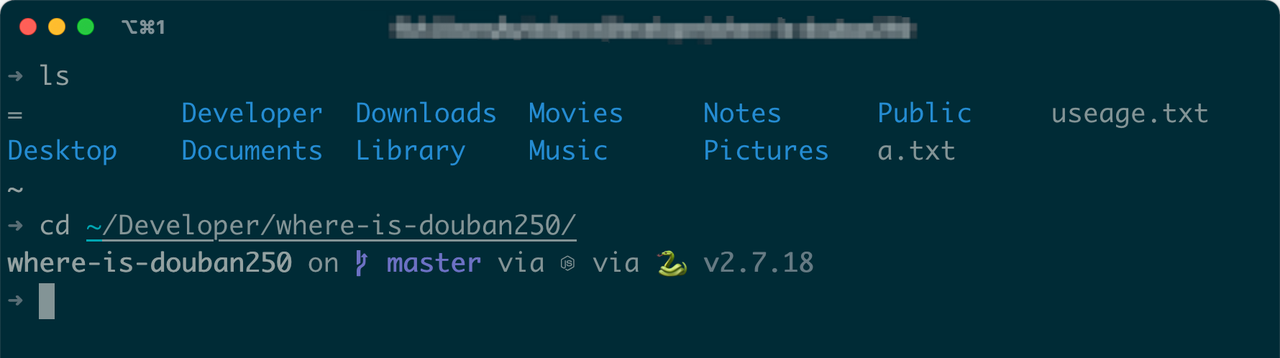 ⌥⌘1
➜ ls
= Developer Downloads Movies Notes Public useage.txt
Desktop Documents Library Music Pictures a.txt
~
➜ cd ~/Developer/where-is-douban250/
where-is-douban250 on master via via 🐍 v2.7.18
➜